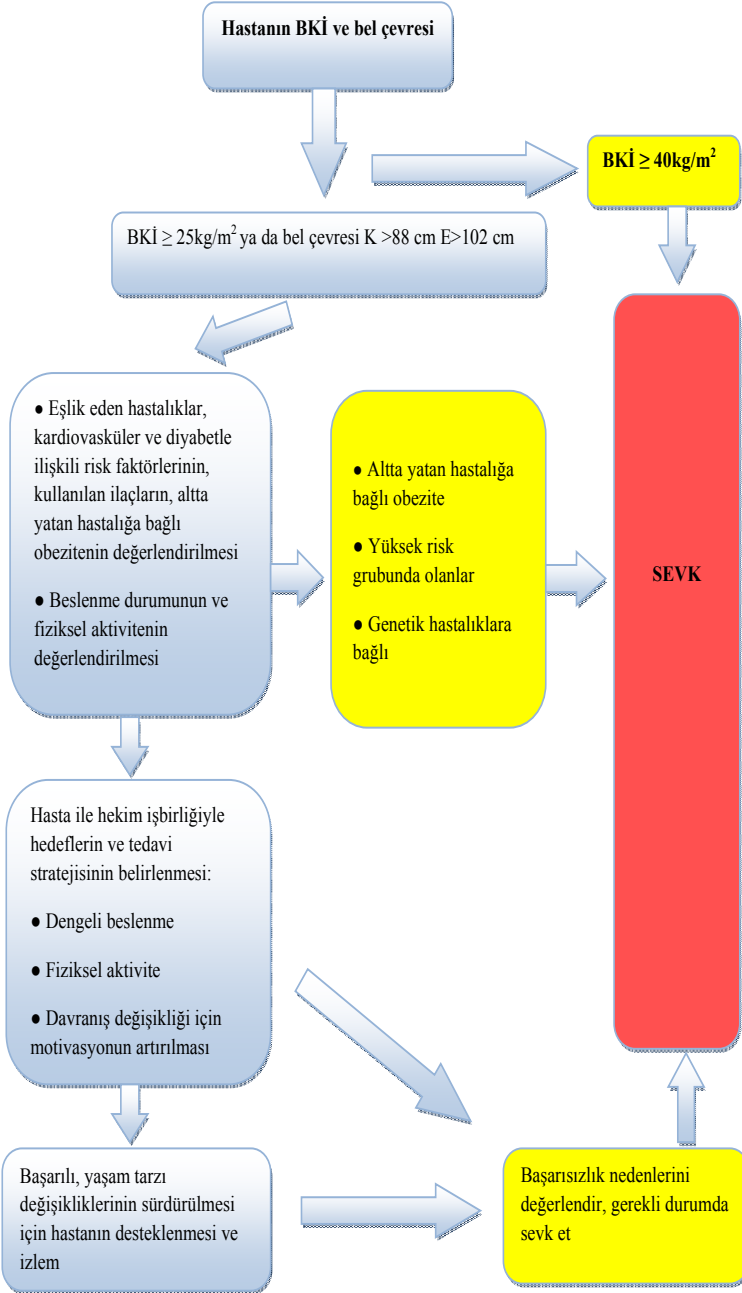 Hastanın BKİ ve bel çevresi
BKİ ≥ 40kg/m²
BKİ ≥ 25kg/m² ya da bel çevresi K >88 cm E>102 cm
● Eşlik eden hastalıklar,
kardiovasküler ve diyabetle
ilişkili risk faktörlerinin,
kullanılan ilaçların, altta
yatan hastalığa bağlı
obezitenin değerlendirilmesi
● Beslenme durumunun ve
fiziksel aktivitenin
değerlendirilmesi
● Altta yatan hastalığa
bağlı obezite
● Yüksek risk
grubunda olanlar
● Genetik hastalıklara
bağlı
SEVK
Hasta ile hekim işbirliğiyle
hedeflerin ve tedavi
stratejisinin belirlenmesi:
● Dengeli beslenme
● Fiziksel aktivite
● Davranış değişikliği için
motivasyonun artırılması
Başarılı, yaşam tarzı
değişikliklerinin sürdürülmesi
için hastanın desteklenmesi ve
izlem
Başarısızlık nedenlerini
değerlendir, gerekli durumda
sevk et